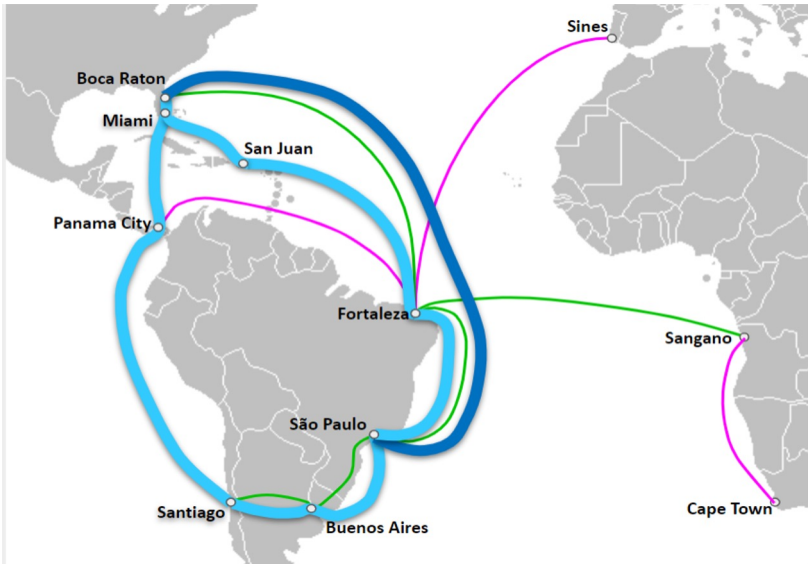 Sines
Boca Raton
Miami
San Juan
Panama City
Fortaleza
Sangano
São Paulo
Santiago
Buenos Aires
Cape Town